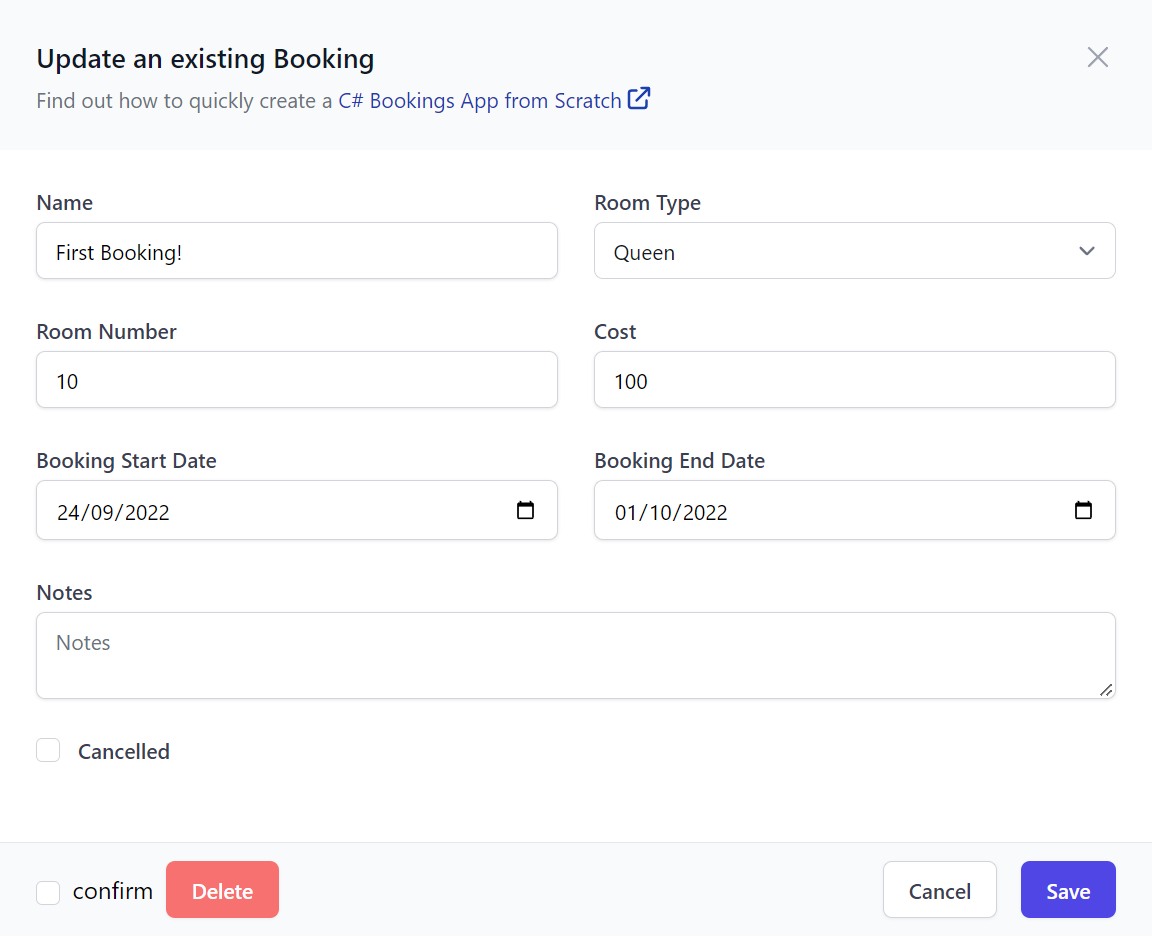 Update an existing Booking
Find out how to quickly create a C# Bookings App from Scratch
Name
Room Type
First Booking!
Queen
Room Number
Cost
10
100
Booking Start Date
Booking End Date
24/09/2022
01/10/2022
Notes
Notes
Cancelled
confirm
Delete
Cancel
Save